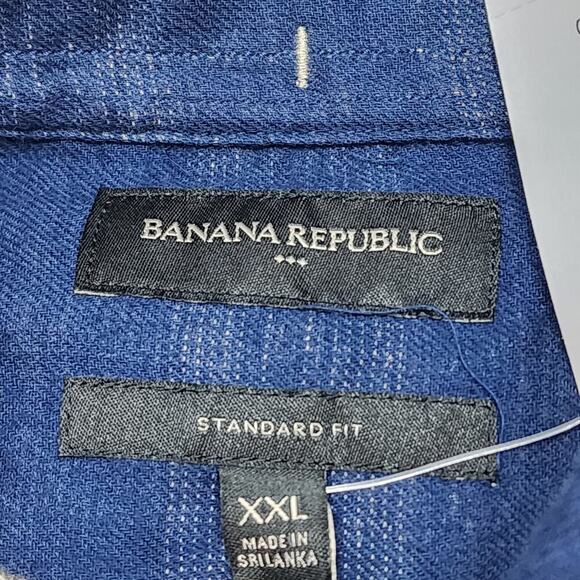 BANANA REPUBLIC
STANDARD FIT
XXL
MADE IN
SRILANKA